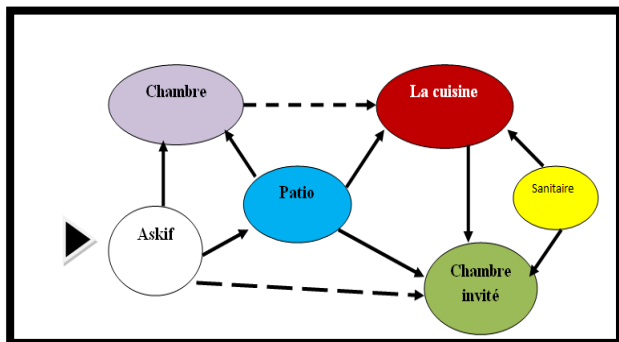 Chambre
La cuisine
Patio
Sanitaire
Askif
Chambre
invité